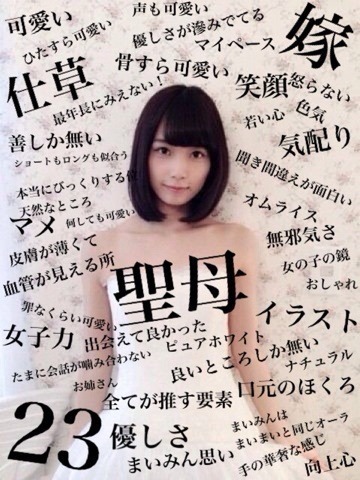 可愛い
声も可愛い
嫁
ひたすら可愛い
優しさが滲みでてる
マイペース
仕草
骨すら可愛い
笑顔
怒らない
最年長にみえない!
若い心
色気
善しか無い
気配り
ショートもロングも似合う
聞き間違えが面白い
本当にびっくりする位
天然なところ
オムライス
マメ
何しても可愛い
無邪気さ
皮膚が薄くて
血管が見える所
女の子の鏡
聖母
おしゃれ
罪なくらい可愛い
イラスト
女子力
出会えて良かった
ピュアホワイト
たまに会話が噛み合わない
良いところしか無い
ナチュラル
お姉さん
全てが推す要素
口元のほくろ
23
優しさ
まいみんは
まいまいと同じオーラ
まいみん思い
手の華奢な感じ
向上心